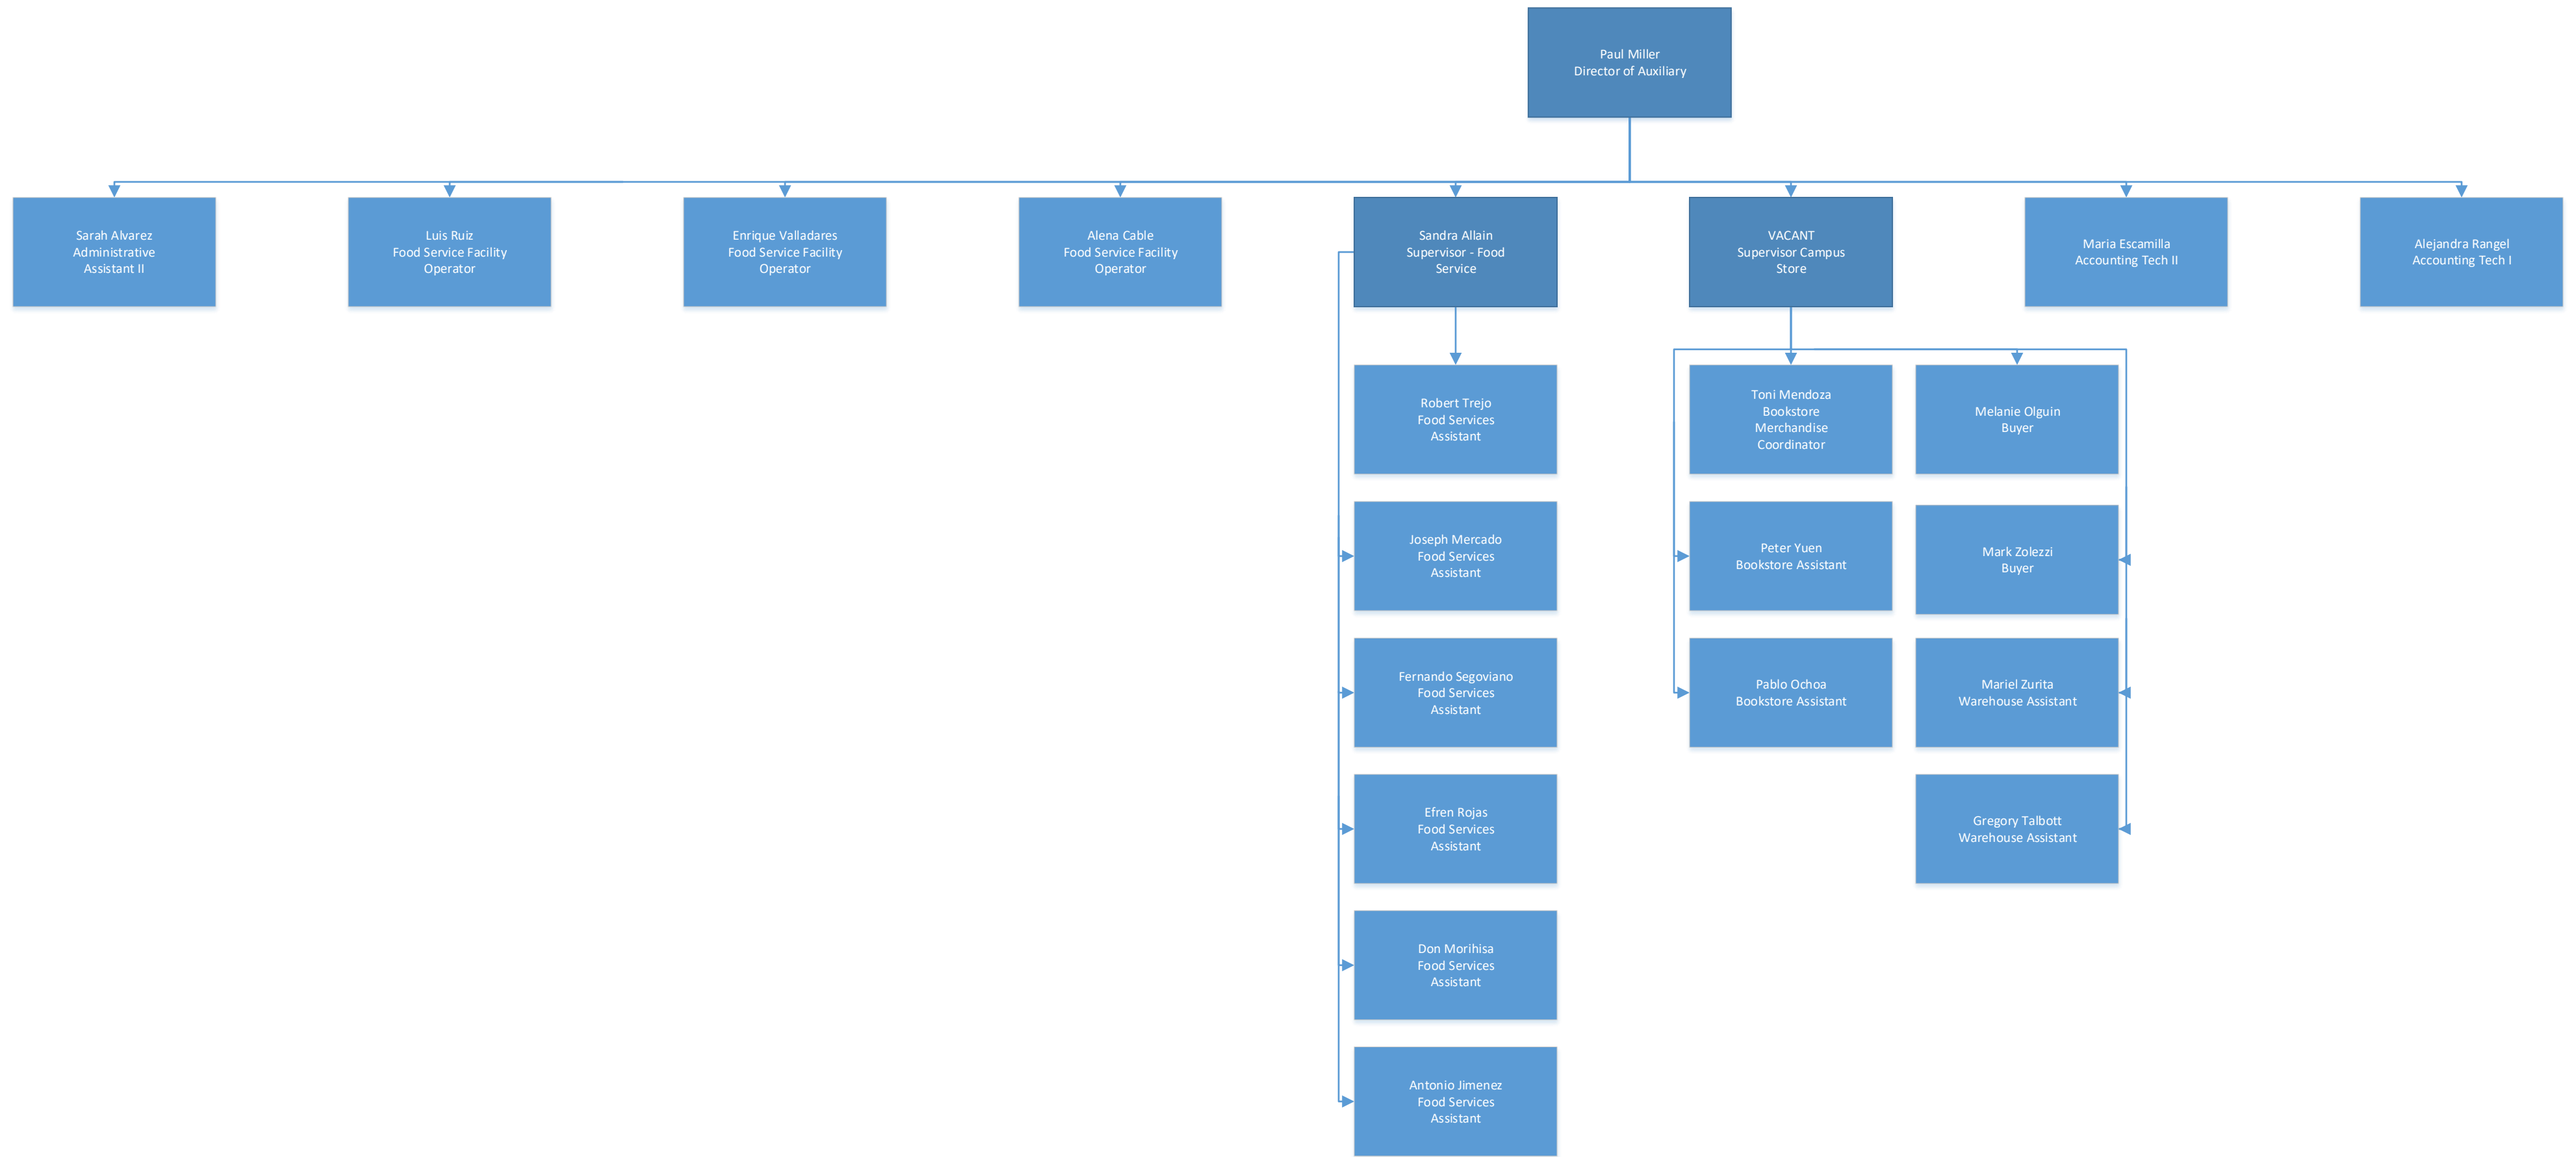 Paul Miller
Director of Auxiliary
Sarah Alvarez
Administrative
Assistant II
Luis Ruiz
Food Service Facility
Operator
Enrique Valladares
Food Service Facility
Operator
Alena Cable
Food Service Facility
Operator
Sandra Allain
Supervisor - Food
Service
VACANT
Supervisor Campus
Store
Maria Escamilla
Accounting Tech II
Alejandra Rangel
Accounting Tech I
Robert Trejo
Food Services
Assistant
Toni Mendoza
Bookstore
Merchandise
Coordinator
Melanie Olguin
Buyer
Joseph Mercado
Food Services
Assistant
Peter Yuen
Bookstore Assistant
Mark Zolezzi
Buyer
Fernando Segoviano
Food Services
Assistant
Pablo Ochoa
Bookstore Assistant
Mariel Zurita
Warehouse Assistant
Efren Rojas
Food Services
Assistant
Gregory Talbott
Warehouse Assistant
Don Morihisa
Food Services
Assistant
Antonio Jimenez
Food Services
Assistant